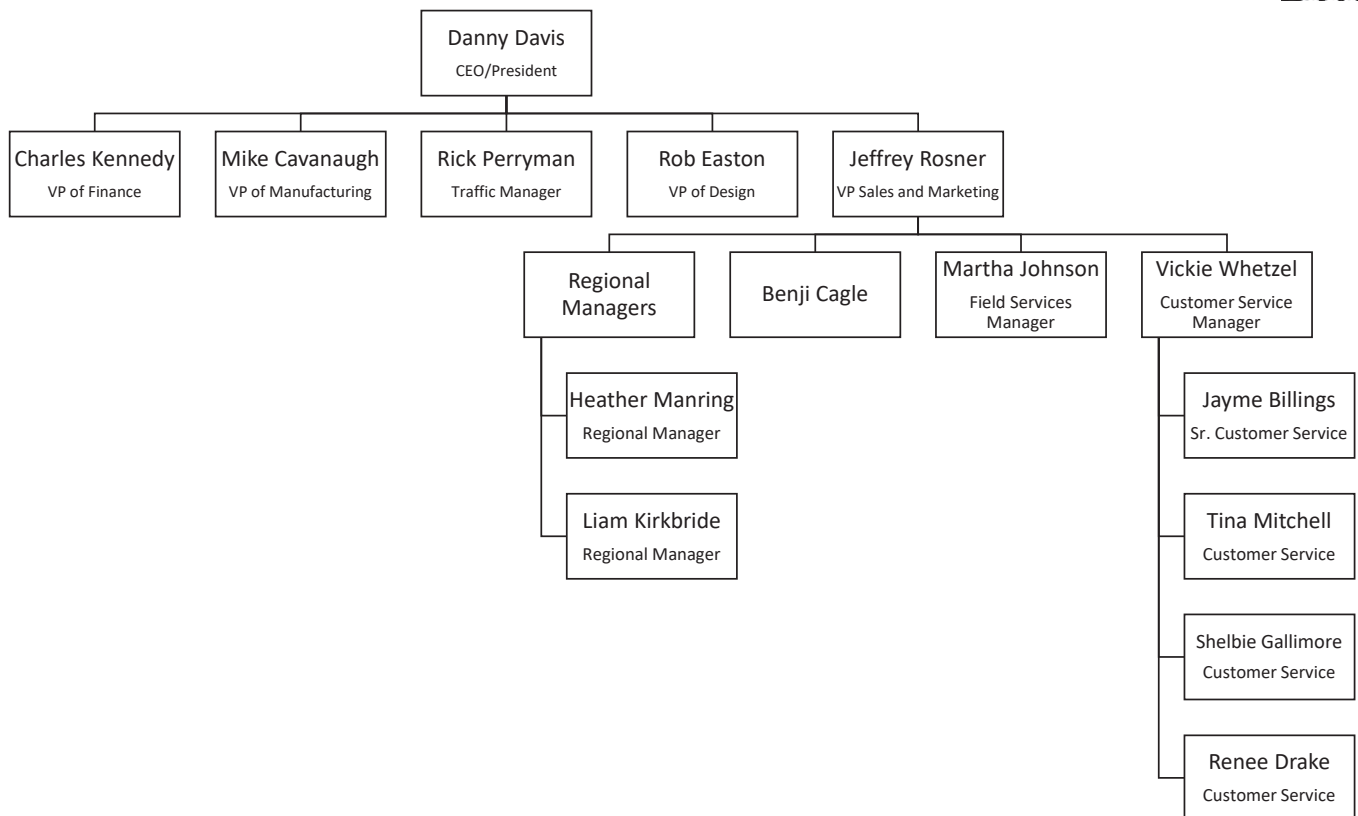 Danny Davis
CEO/President
Charles Kennedy
VP of Finance
Mike Cavanaugh
VP of Manufacturing
Rick Perryman
Traffic Manager
Rob Easton
VP of Design
Jeffrey Rosner
VP Sales and Marketing
Regional
Managers
Benji Cagle
Martha Johnson
Field Services
Manager
Vickie Whetzel
Customer Service
Manager
Heather Manring
Regional Manager
Liam Kirkbride
Regional Manager
Jayme Billings
Sr. Customer Service
Tina Mitchell
Customer Service
Shelbie Gallimore
Customer Service
Renee Drake
Customer Service